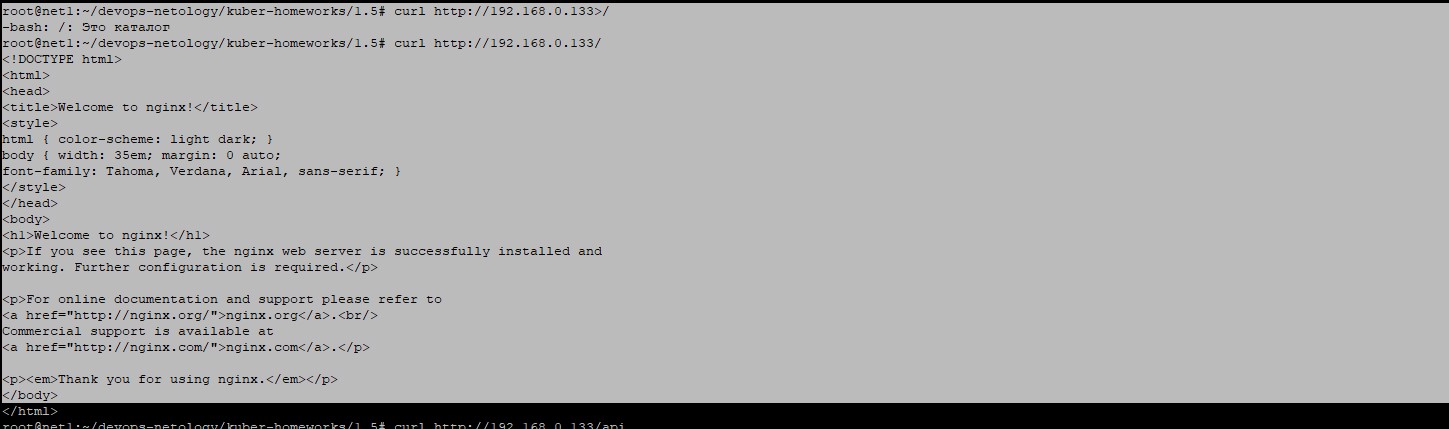 root@net1:~/devops-netology/kuber-homeworks/1.5# curl http://192.168.0.133>/
-bash: /: Это каталог
root@net1:~/devops-netology/kuber-homeworks/1.5# curl http://192.168.0.133/
<!DOCTYPE html>
<html>
<head>
<title>Welcome to nginx!</title>
<style>
html { color-scheme: light dark; }
body { width: 35em; margin: 0 auto;
font-family: Tahoma, Verdana, Arial, sans-serif; }
</style>
</head>
<body>
<h1>Welcome to nginx!</h1>
<p>If you see this page, the nginx web server is successfully installed and
working. Further configuration is required.</p>

<p>For online documentation and support please refer to
<a href="http://nginx.org/">nginx.org</a>.<br/>
Commercial support is available at
<a href="http://nginx.com/">nginx.com</a>.</p>

<p><em>Thank you for using nginx.</em></p>
</body>
</html>
root@net1:~/devops-netology/kuber-homeworks/1.5# curl http://192.168.0.133/api